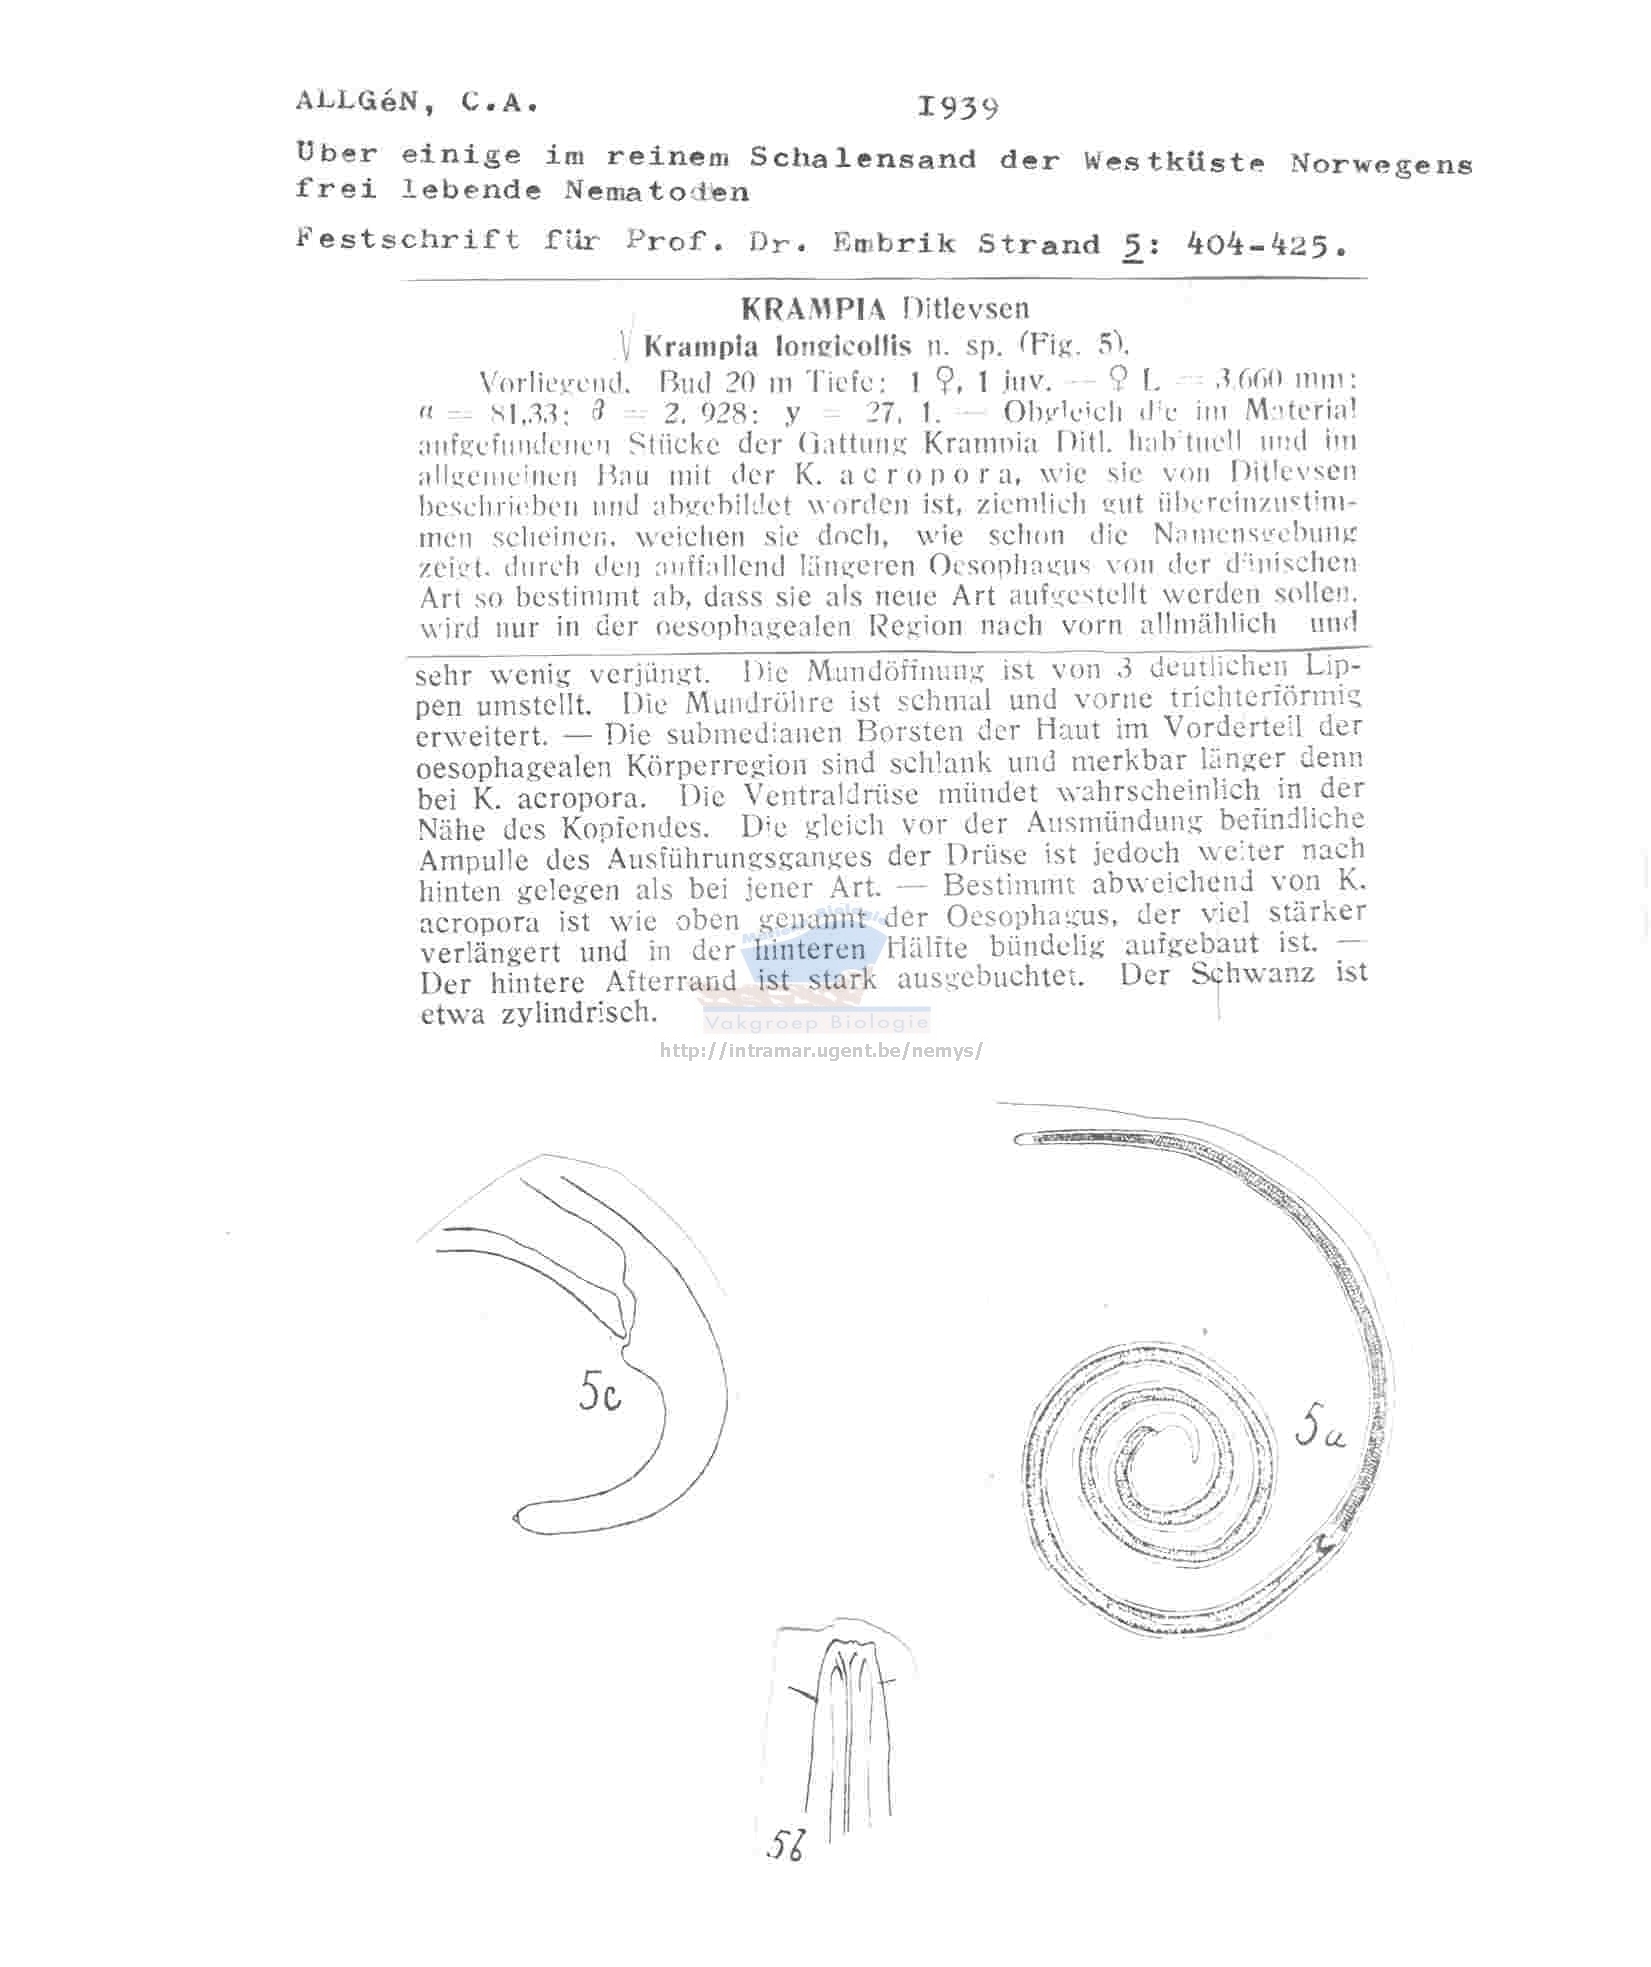 ALLGéN, C.A. 1939
Uber einige im reinem Schalensand der Westküste Norwegens
frei lebende Nematoden
Festschrift für Prof. Dr. Embrik Strand 5: 404-425.
KRAMPIA Ditlevsen
Krampia longicollis n. sp. (Fig. 5).
Vorliegend. Bud 20 m Tiefe: 1 ♀, 1 juv. — ♀ L = 3.660 mm;
α = 81,33; β = 2, 928; y = 27, 1. — Obgleich die im Material
aufgefundenen Stücke der Gattung Krampia Ditl. habituell und im
allgemeinen Bau mit der K. acropora, wie sie von Ditlevsen
beschrieben und abgebildet worden ist, ziemlich gut übereinzustim-
men scheinen, weichen sie doch, wie schon die Namensgebung
zeigt, durch den auffallend längeren Oesophagus von der dänischen
Art so bestimmt ab, dass sie als neue Art aufgestellt werden sollen.
wird nur in der oesophagealen Region nach vorn allmählich und
sehr wenig verjüngt. Die Mundöffnung ist von 3 deutlichen Lip-
pen umstellt. Die Mundröhre ist schmal und vorne trichterförmig
erweitert. — Die submedianen Borsten der Haut im Vorderteil der
oesophagealen Körperregion sind schlank und merkbar länger denn
bei K. acropora. Die Ventraldrüse mündet wahrscheinlich in der
Nähe des Kopfendes. Die gleich vor der Ausmündung befindliche
Ampulle des Ausführungsganges der Drüse ist jedoch weiter nach
hinten gelegen als bei jener Art. — Bestimmt abweichend von K.
acropora ist wie oben genannt der Oesophagus, der viel stärker
verlängert und in der hinteren Hälfte bündelig aufgebaut ist. —
Der hintere Afterrand ist stark ausgebuchtet. Der Schwanz ist
etwa zylindrisch.
Vakgroep Biologie
http://intramar.ugent.be/nemys/
5c
5a
5b